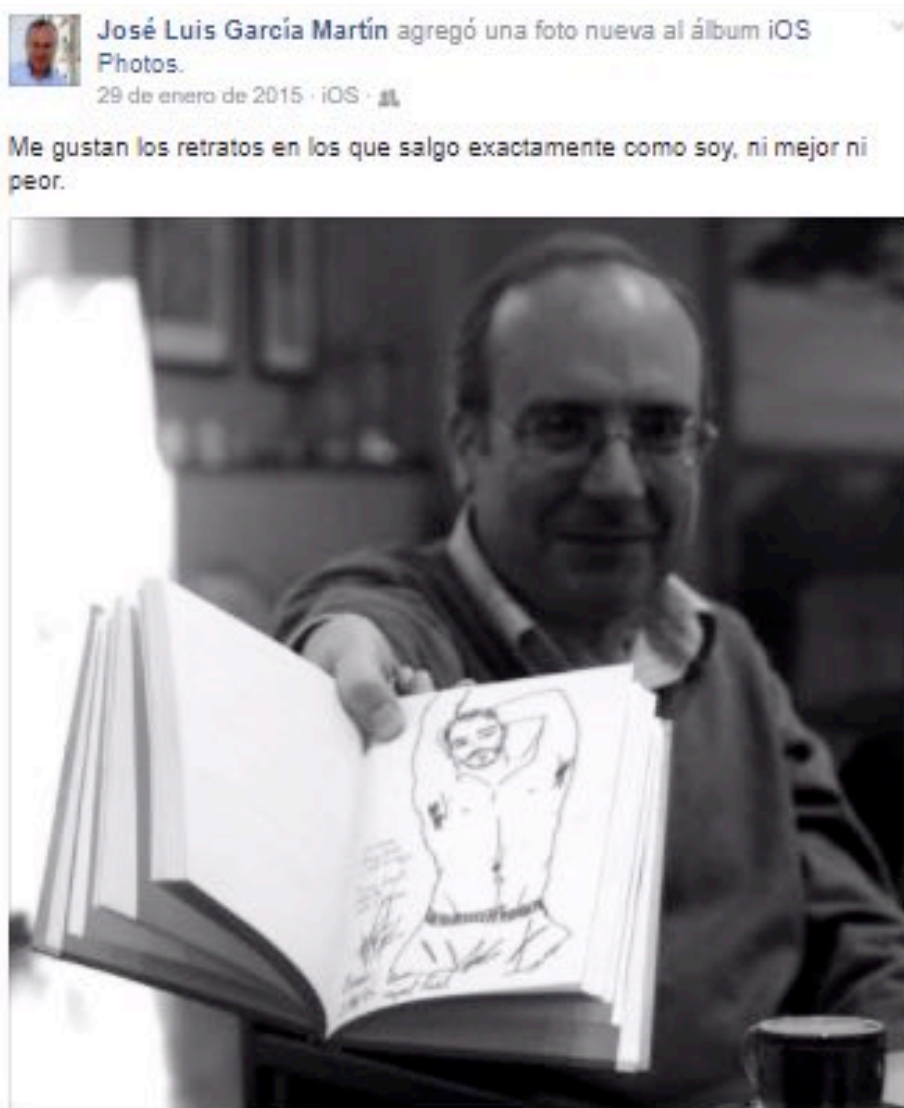 José Luis García Martín agregó una foto nueva al álbum iOS
Photos.
29 de enero de 2015 · iOS ·
Me gustan los retratos en los que salgo exactamente como soy, ni mejor ni
peor.